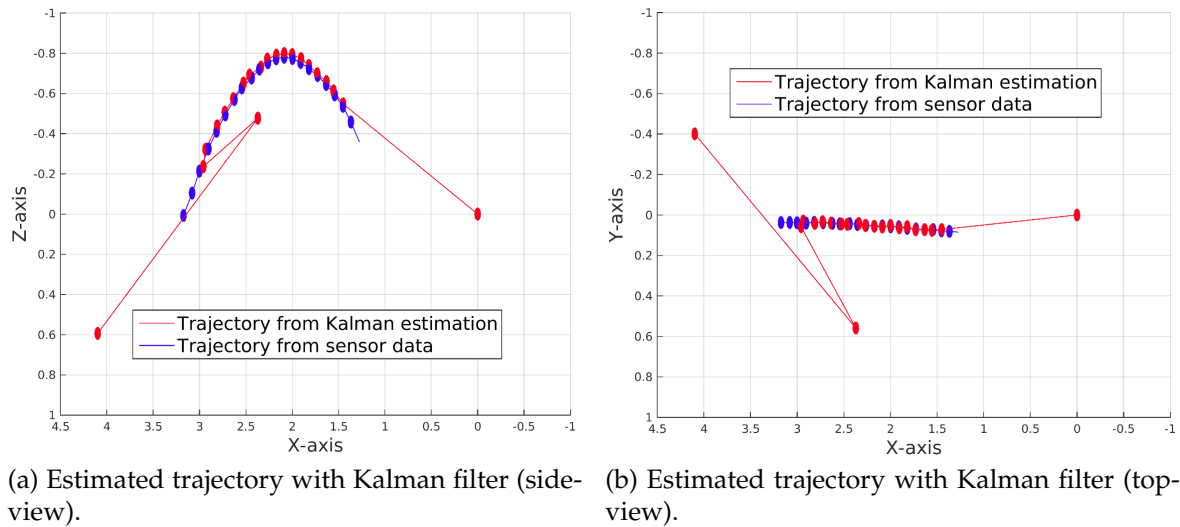 -1
-0.8
-0.6
-0.4
-0.2
0
0.2
0.4
0.6
0.8
1
Z-axis
Trajectory from Kalman estimation
Trajectory from sensor data
4.5 4 3.5 3 2.5 2 1.5 1 0.5 0 -0.5 -1
X-axis
(a) Estimated trajectory with Kalman filter (side-
view).
-1
-0.8
-0.6
-0.4
-0.2
0
0.2
0.4
0.6
0.8
1
Y-axis
Trajectory from Kalman estimation
Trajectory from sensor data
4.5 4 3.5 3 2.5 2 1.5 1 0.5 0 -0.5 -1
X-axis
(b) Estimated trajectory with Kalman filter (top-
view).